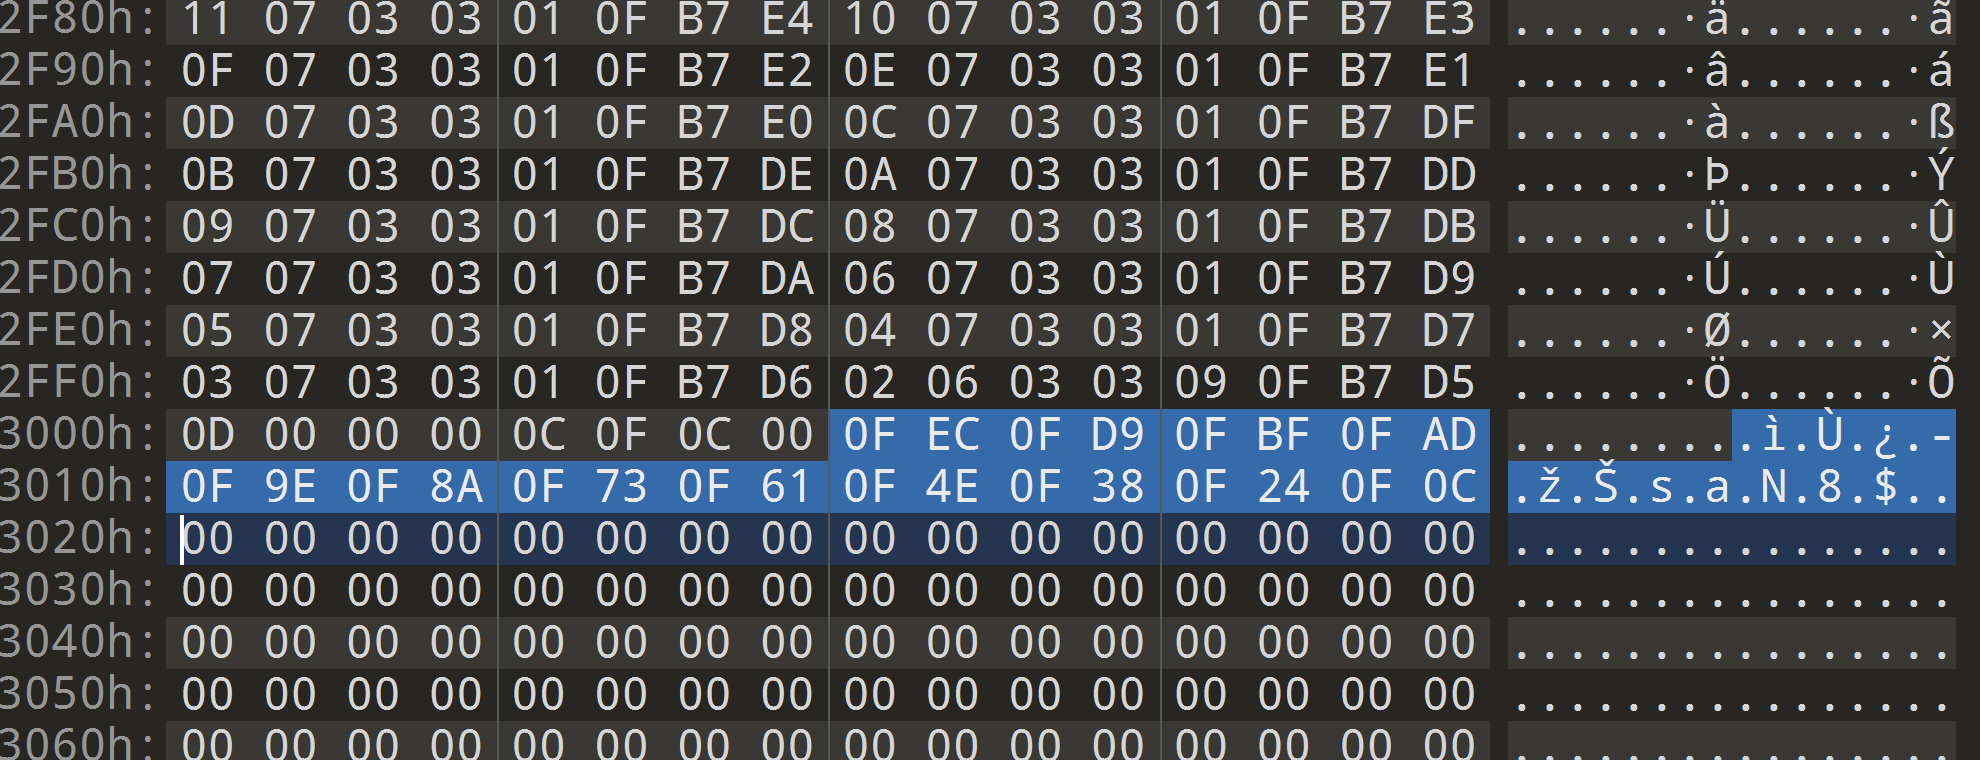 2F80h: 11 07 03 03 01 0F B7 E4 10 07 03 03 01 0F B7 E3 ......·ä......·ã
2F90h: 0F 07 03 03 01 0F B7 E2 0E 07 03 03 01 0F B7 E1 ......·â......·á
2FA0h: 0D 07 03 03 01 0F B7 E0 0C 07 03 03 01 0F B7 DF ......·à......·ß
2FB0h: 0B 07 03 03 01 0F B7 DE 0A 07 03 03 01 0F B7 DD ......·Þ......·Ý
2FC0h: 09 07 03 03 01 0F B7 DC 08 07 03 03 01 0F B7 DB ......·Ü......·Û
2FD0h: 07 07 03 03 01 0F B7 DA 06 07 03 03 01 0F B7 D9 ......·Ú......·Ù
2FE0h: 05 07 03 03 01 0F B7 D8 04 07 03 03 01 0F B7 D7 ......·Ø......·×
2FF0h: 03 07 03 03 01 0F B7 D6 02 06 03 03 09 0F B7 D5 ......·Ö......·Õ
3000h: 0D 00 00 00 0C 0F 0C 00 0F EC 0F D9 0F BF 0F AD .........ì.Ù.¿.-
3010h: 0F 9E 0F 8A 0F 73 0F 61 0F 4E 0F 38 0F 24 0F 0C .ž.Š.s.a.N.8.$..
3020h: 00 00 00 00 00 00 00 00 00 00 00 00 00 00 00 00 ................
3030h: 00 00 00 00 00 00 00 00 00 00 00 00 00 00 00 00 ................
3040h: 00 00 00 00 00 00 00 00 00 00 00 00 00 00 00 00 ................
3050h: 00 00 00 00 00 00 00 00 00 00 00 00 00 00 00 00 ................
3060h: 00 00 00 00 00 00 00 00 00 00 00 00 00 00 00 00 ................